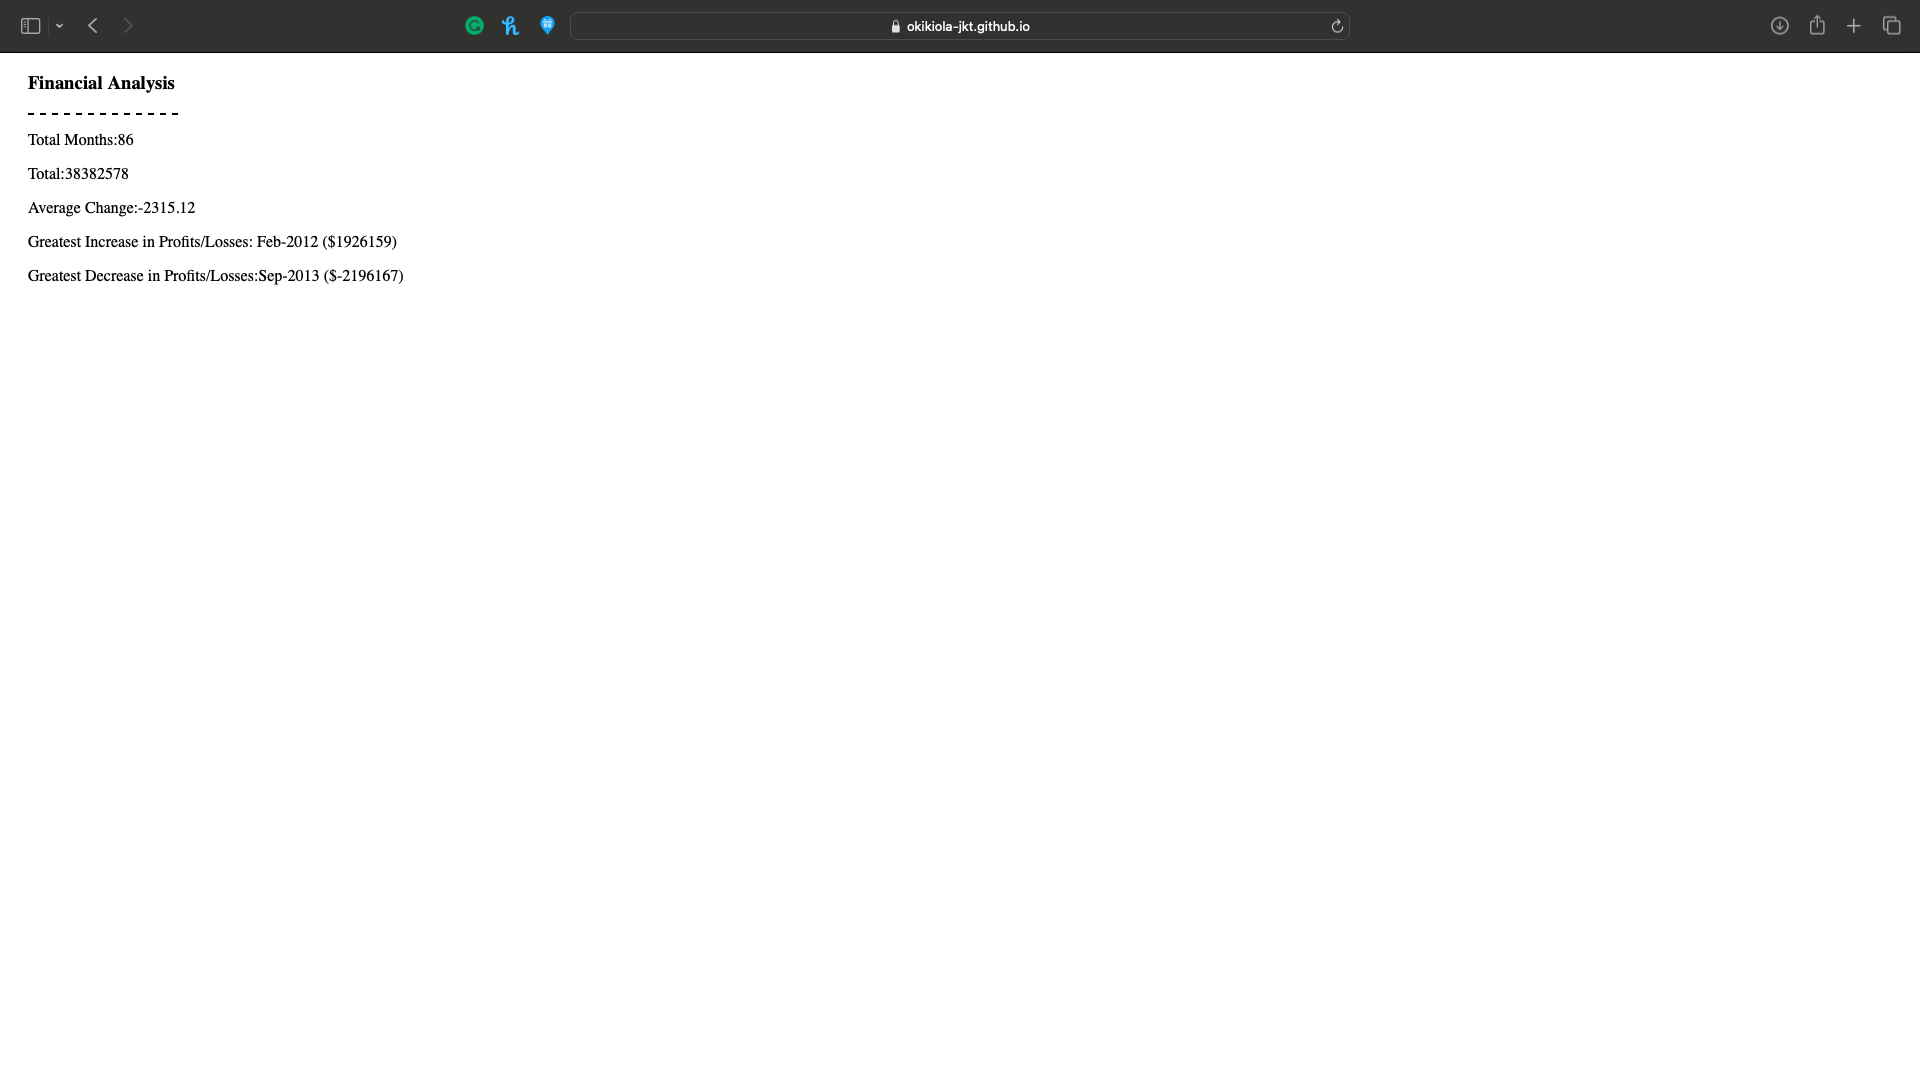 okikiola-jkt.github.io
Financial Analysis
- - - - - - - - - - - - -
Total Months:86
Total:38382578
Average Change:-2315.12
Greatest Increase in Profits/Losses: Feb-2012 ($1926159)
Greatest Decrease in Profits/Losses:Sep-2013 ($-2196167)